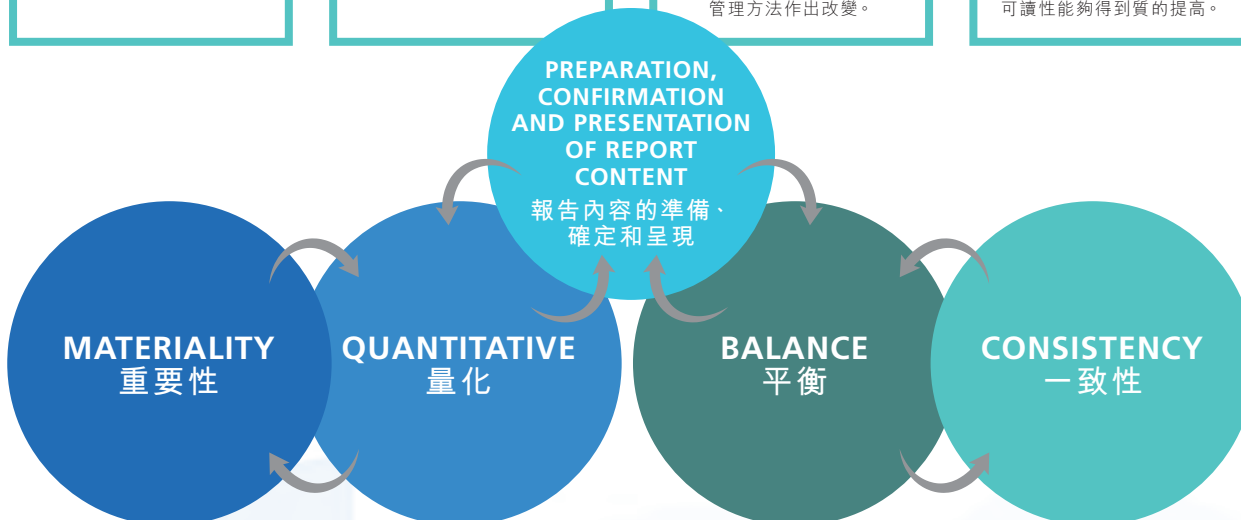 管理方法作出改變。
可讀性能夠得到質的提高。
PREPARATION,
CONFIRMATION
AND PRESENTATION
OF REPORT
CONTENT
報告內容的準備、
確定和呈現
MATERIALITY
重要性
QUANTITATIVE
量化
BALANCE
平衡
CONSISTENCY
一致性